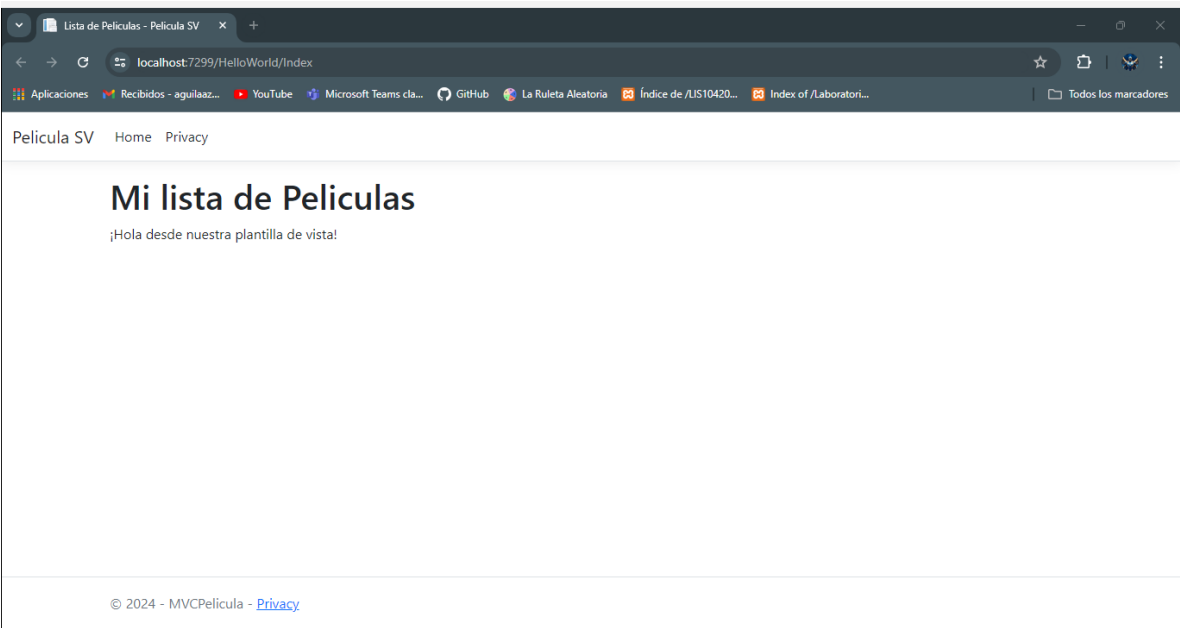 Lista de Peliculas - Pelicula SV
localhost:7299/HelloWorld/Index
Aplicaciones Recibidos - aguilaaz... YouTube Microsoft Teams cla... GitHub La Ruleta Aleatoria Índice de /LIS10420... Index of /Laboratori... Todos los marcadores
Pelicula SV Home Privacy
Mi lista de Peliculas
¡Hola desde nuestra plantilla de vista!
© 2024 - MVCPelicula - Privacy